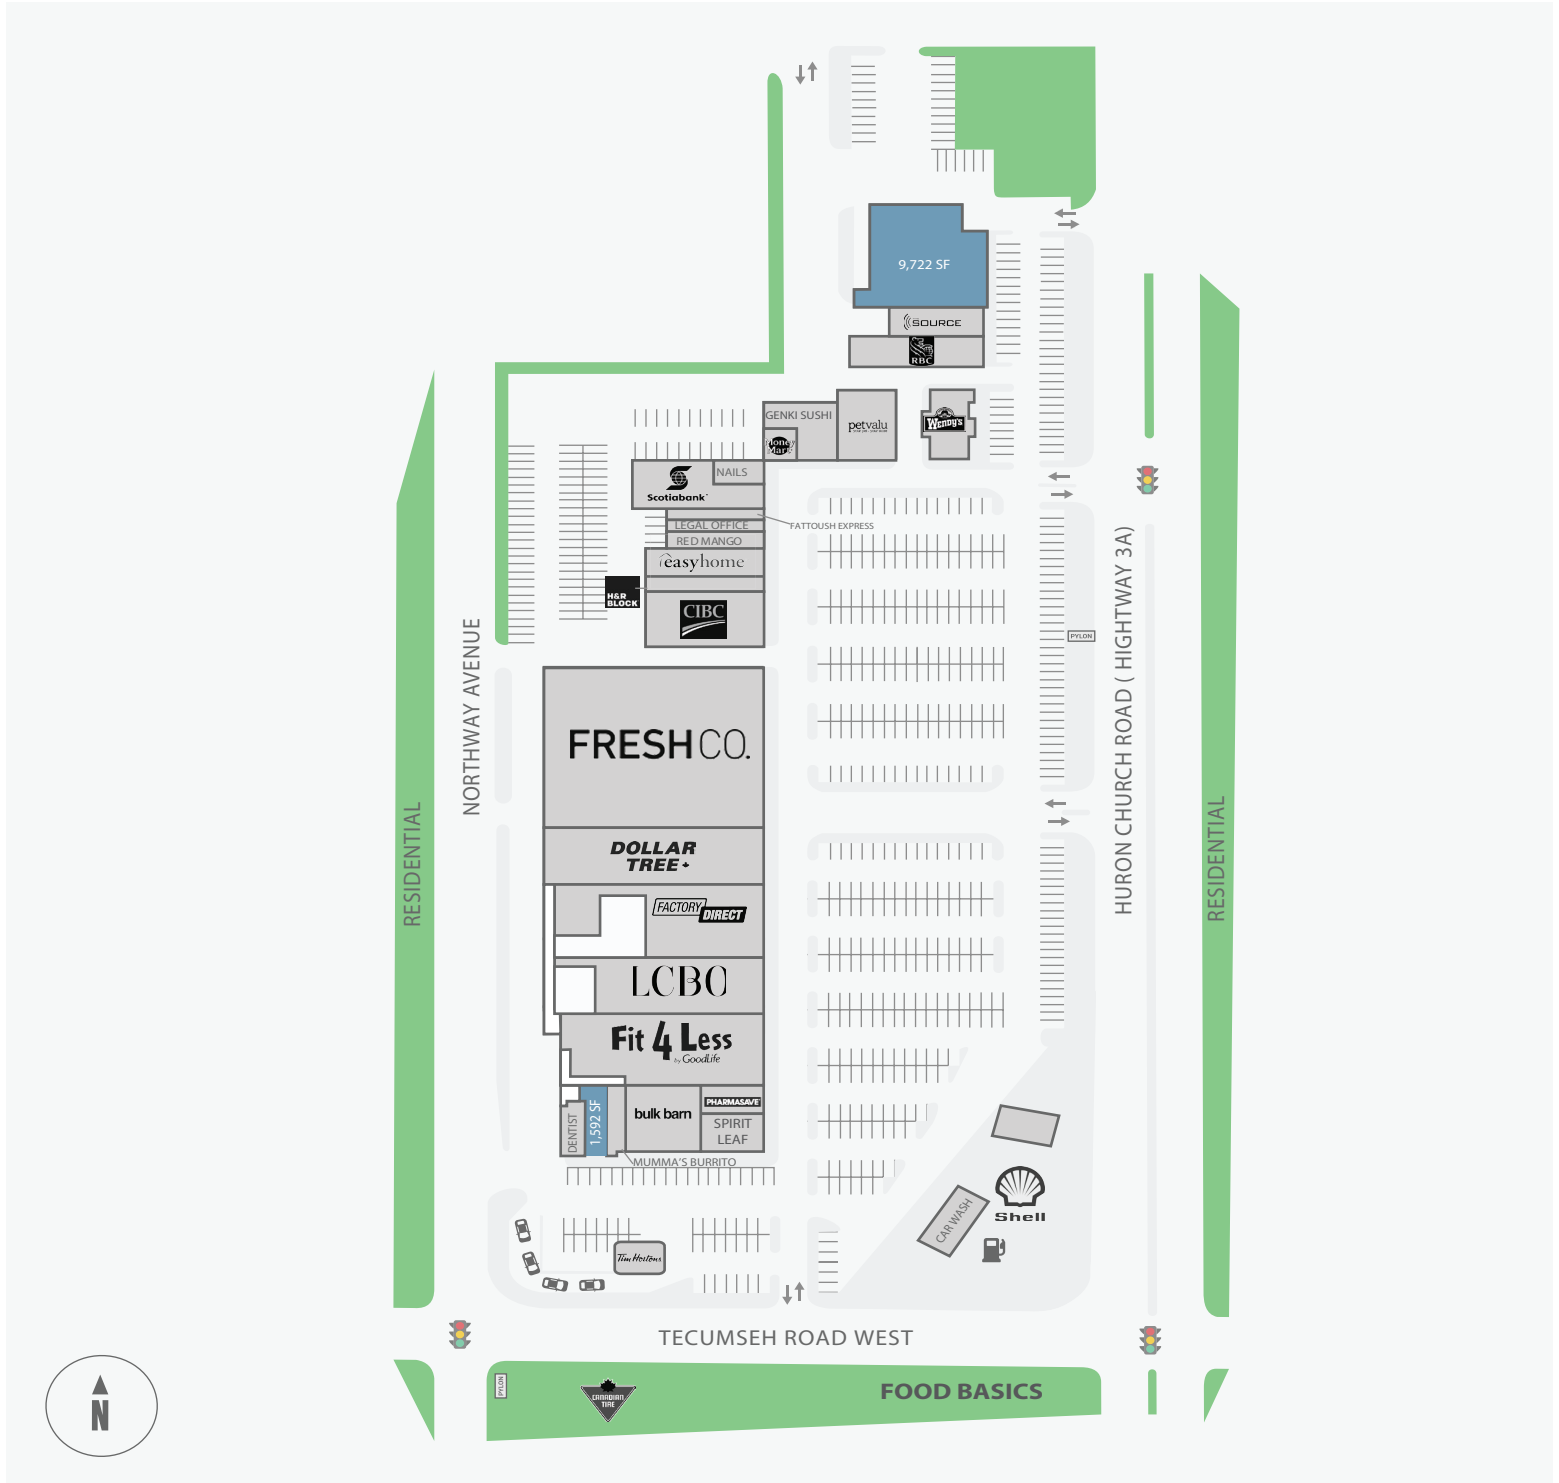 9,722 SF
SOURCE
RBC
GENKI SUSHI
petvalu
WENDY'S
NAILS
Scotiabank
LEGAL OFFICE
FATTOUSH EXPRESS
RED MANGO
easyhome
H&R
BLOCK
CIBC
PYLON
NORTHWAY AVENUE
HURON CHURCH ROAD ( HIGHTWAY 3A)
FRESHCO.
RESIDENTIAL
RESIDENTIAL
DOLLAR
TREE
FACTORY
DIRECT
LCBO
Fit 4 Less
by GoodLife
DENTIST
1,592 SF
bulk barn
PHARMASAVE
SPIRIT
LEAF
MUMMA'S BURRITO
CAR WASH
Shell
Tim Hortons
TECUMSEH ROAD WEST
PYLON
CANADIAN
TIRE
FOOD BASICS
N